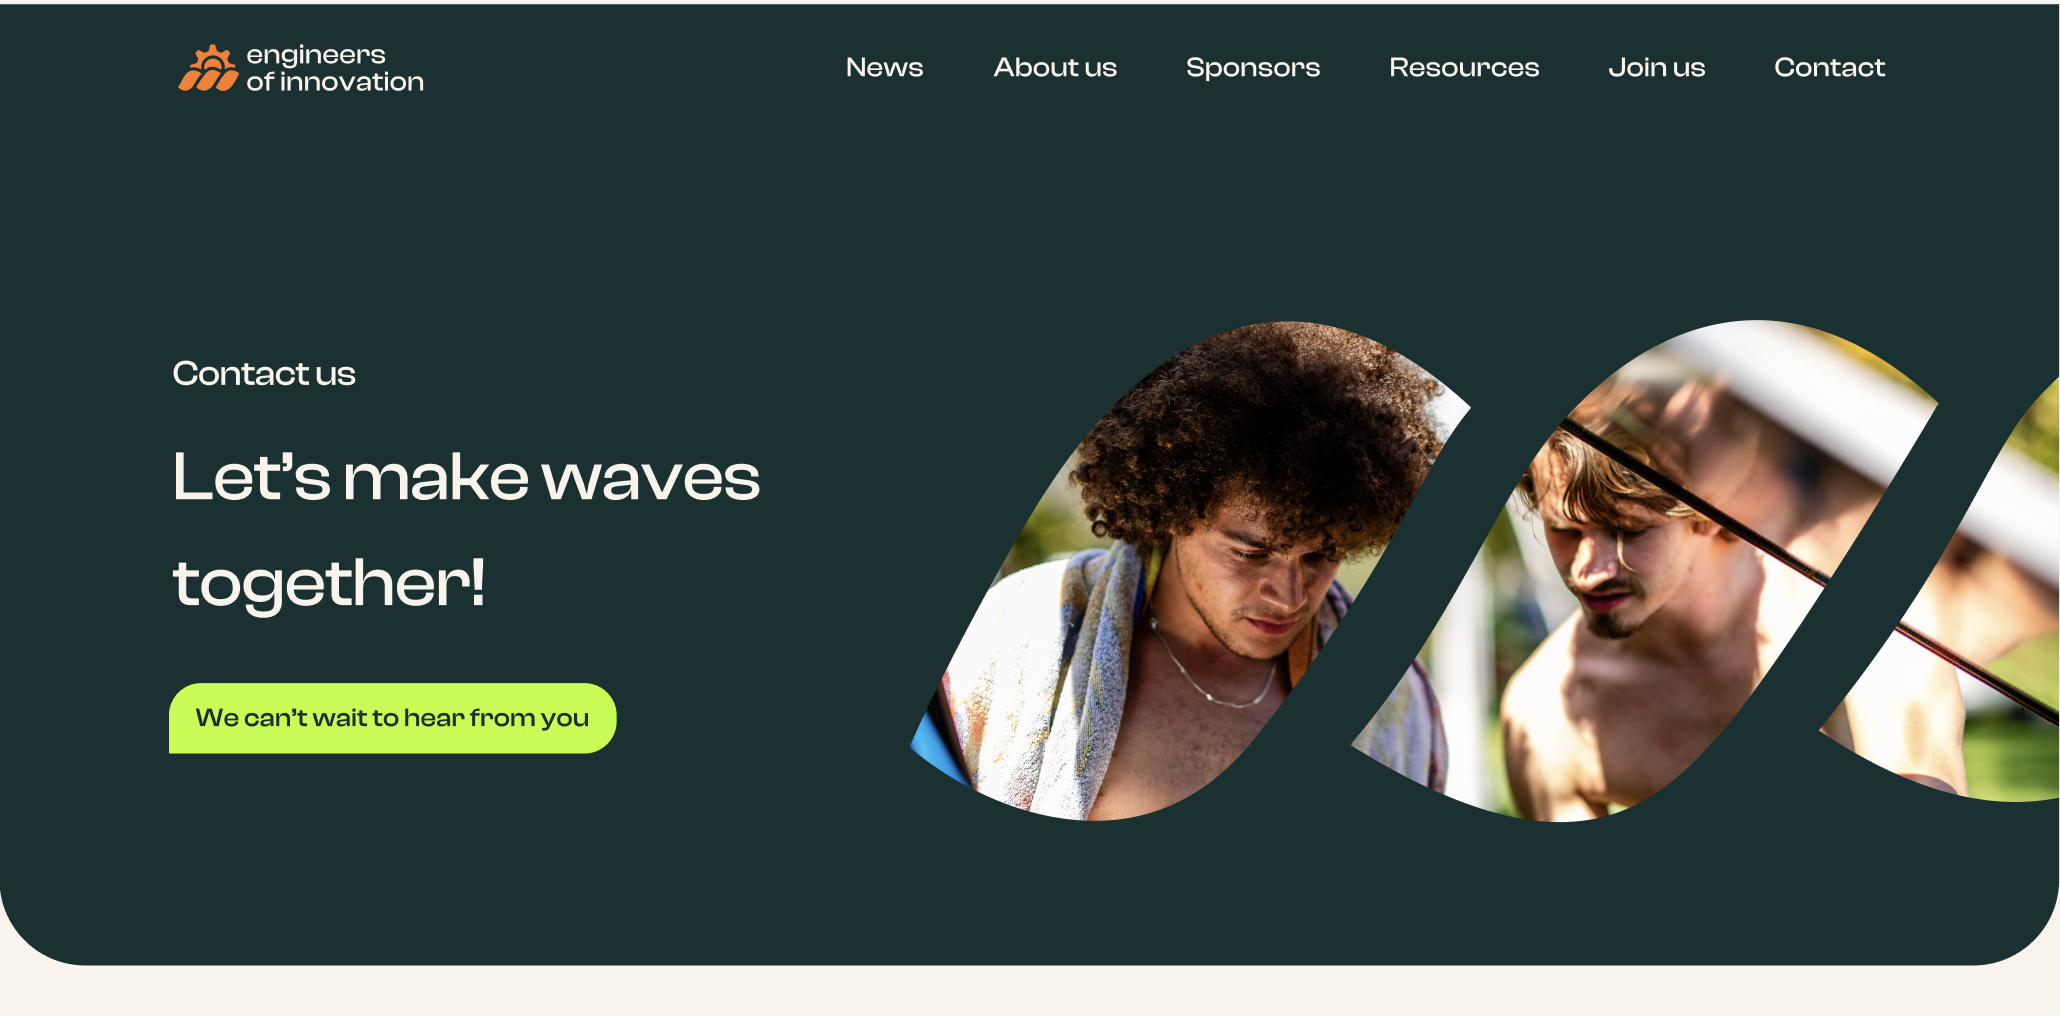 engineers
of innovation
News
About us
Sponsors
Resources
Join us
Contact
Contact us
Let’s make waves
together!
We can’t wait to hear from you